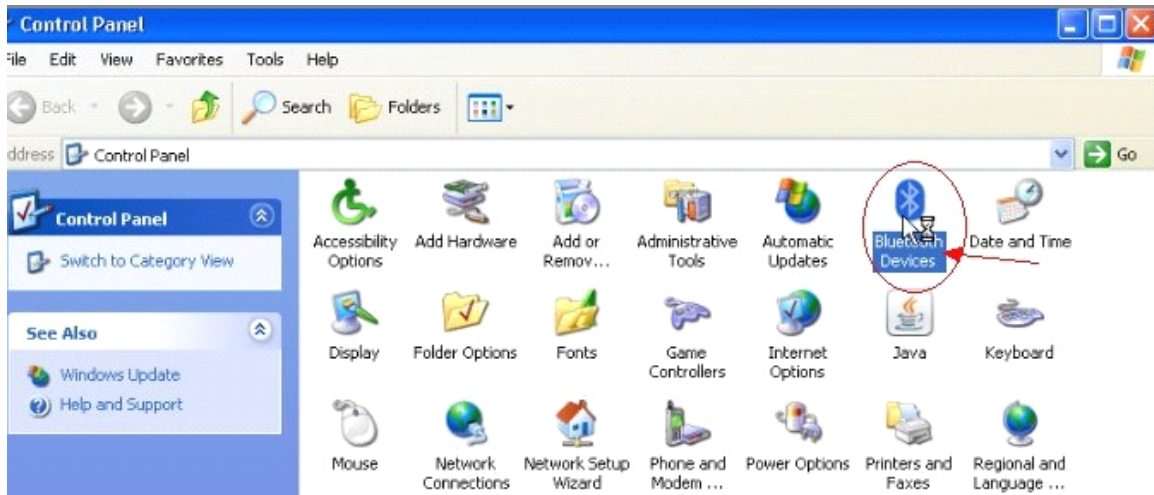 Control Panel
File Edit View Favorites Tools Help
Back Search Folders
ddress Control Panel Go
Control Panel
Switch to Category View
See Also
Windows Update
Help and Support
Accessibility Options
Add Hardware
Add or Remov...
Administrative Tools
Automatic Updates
Bluetooth Devices
Date and Time
Display
Folder Options
Fonts
Game Controllers
Internet Options
Java
Keyboard
Mouse
Network Connections
Network Setup Wizard
Phone and Modem ...
Power Options
Printers and Faxes
Regional and Language ...